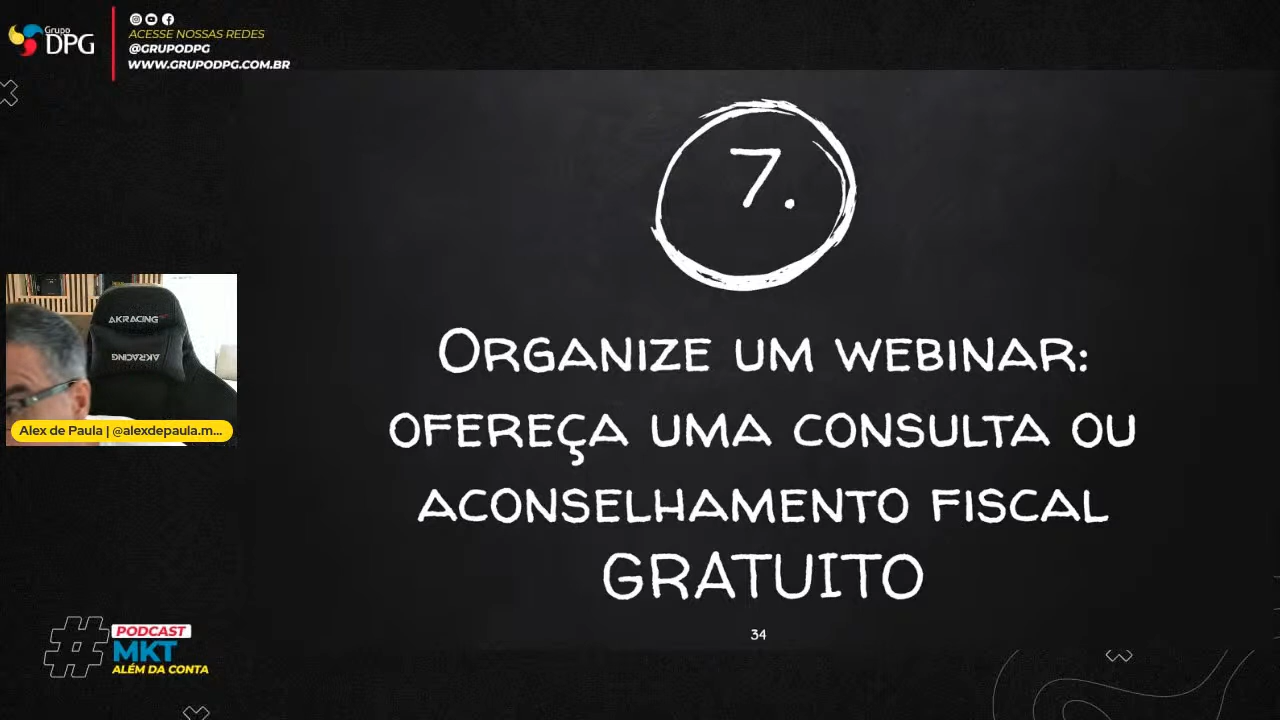 Grupo
DPG
ACESSE NOSSAS REDES
@GRUPODPG
WWW.GRUPODPG.COM.BR
7.
ORGANIZE UM WEBINAR:
OFEREÇA UMA CONSULTA OU
ACONSELHAMENTO FISCAL
GRATUITO
34
AKRACING
AKRACING
Alex de Paula | @alexdepaula.m...
#
PODCAST
MKT
ALÉM DA CONTA